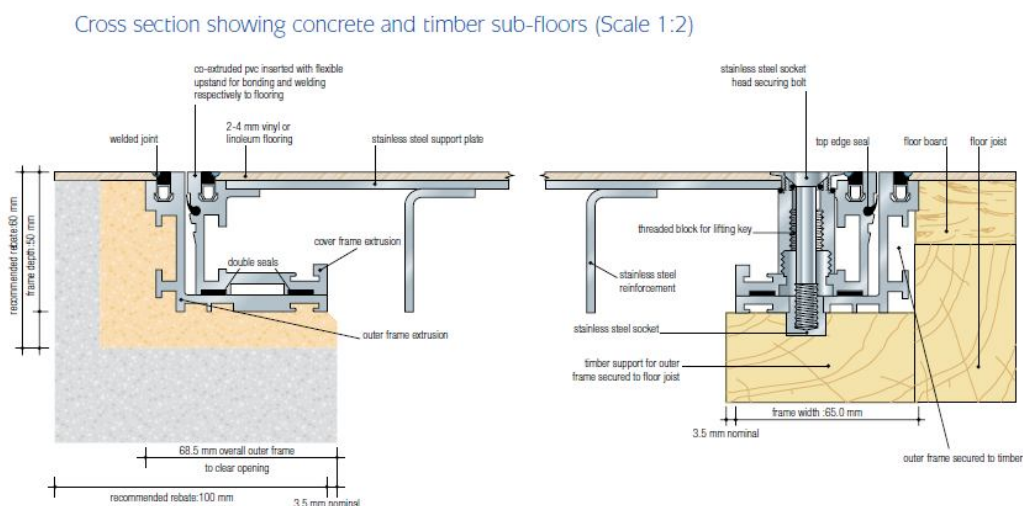 Cross section showing concrete and timber sub-floors (Scale 1:2)
co-extruded pvc inserted with flexible
upstand for bonding and welding
respectively to flooring
welded joint
2-4 mm vinyl or
linoleum flooring
stainless steel support plate
recommended rebate:60 mm
frame depth:50 mm
cover frame extrusion
double seals
outer frame extrusion
68.5 mm overall outer frame
to clear opening
recommended rebate:100 mm
3.5 mm nominal
stainless steel socket
head securing bolt
top edge seal
floor board
floor joist
threaded block for lifting key
stainless steel
reinforcement
stainless steel socket
timber support for outer
frame secured to floor joist
frame width :65.0 mm
3.5 mm nominal
outer frame secured to timber